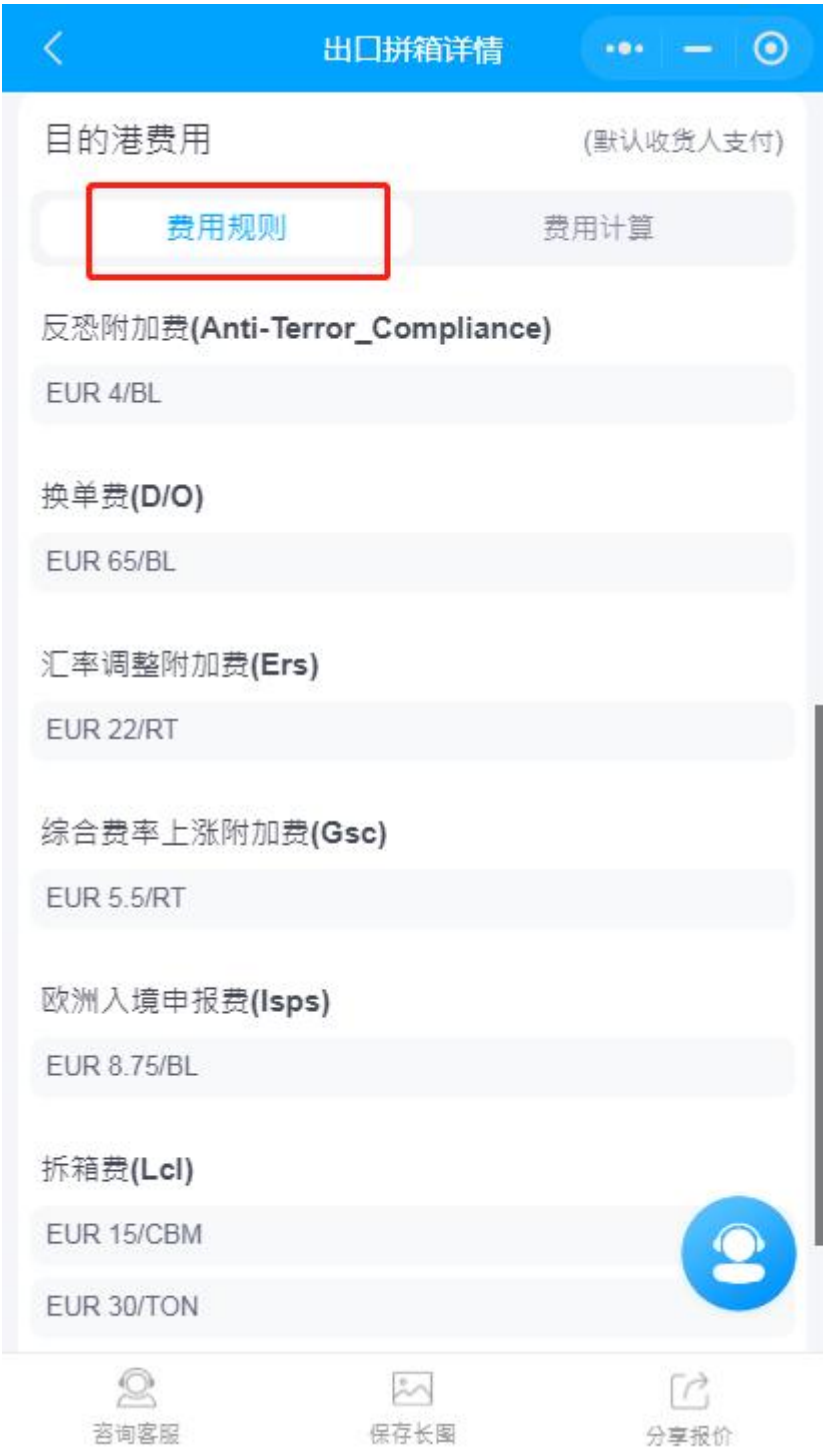 出口拼箱详情
目的港费用 (默认收货人支付)
费用规则 费用计算
反恐附加费(Anti-Terror_Compliance)
EUR 4/BL
换单费(D/O)
EUR 65/BL
汇率调整附加费(Ers)
EUR 22/RT
综合费率上涨附加费(Gsc)
EUR 5.5/RT
欧洲入境申报费(Isps)
EUR 8.75/BL
拆箱费(Lcl)
EUR 15/CBM
EUR 30/TON
咨询客服 保存长图 分享报价